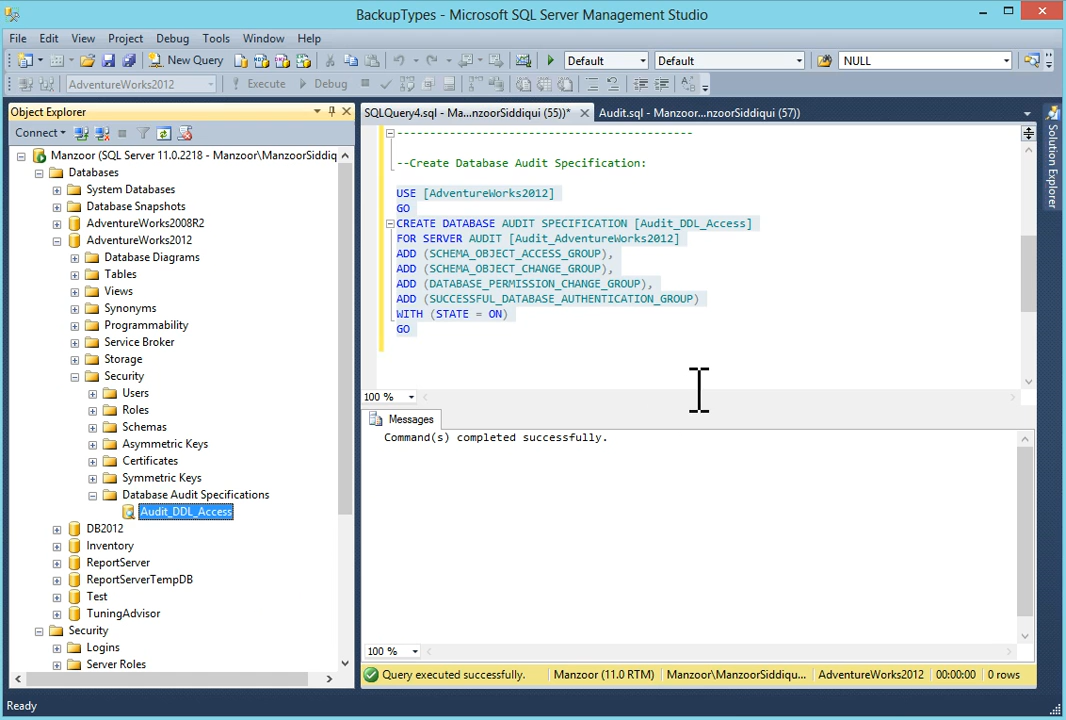 BackupTypes - Microsoft SQL Server Management Studio
File Edit View Project Debug Tools Window Help
New Query Default Default NULL
AdventureWorks2012 Execute Debug
Object Explorer
SQLQuery4.sql - Ma...nzoorSiddiqui (55))* Audit.sql - Manzoor...nzoorSiddiqui (57))
Connect
Manzoor (SQL Server 11.0.2218 - Manzoor\ManzoorSiddiq
Databases
System Databases
Database Snapshots
AdventureWorks2008R2
AdventureWorks2012
Database Diagrams
Tables
Views
Synonyms
Programmability
Service Broker
Storage
Security
Users
Roles
Schemas
Asymmetric Keys
Certificates
Symmetric Keys
Database Audit Specifications
Audit_DDL_Access
DB2012
Inventory
ReportServer
ReportServerTempDB
Test
TuningAdvisor
Security
Logins
Server Roles
--------------------------------------------------
--Create Database Audit Specification:
USE [AdventureWorks2012]
GO
CREATE DATABASE AUDIT SPECIFICATION [Audit_DDL_Access]
FOR SERVER AUDIT [Audit_AdventureWorks2012]
ADD (SCHEMA_OBJECT_ACCESS_GROUP),
ADD (SCHEMA_OBJECT_CHANGE_GROUP),
ADD (DATABASE_PERMISSION_CHANGE_GROUP),
ADD (SUCCESSFUL_DATABASE_AUTHENTICATION_GROUP)
WITH (STATE = ON)
GO
100 %
Messages
Command(s) completed successfully.
100 %
Query executed successfully. Manzoor (11.0 RTM) Manzoor\ManzoorSiddiqu... AdventureWorks2012 00:00:00 0 rows
Solution Explorer
Ready